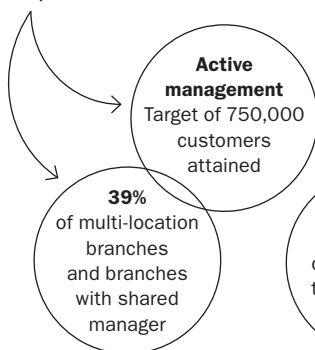 Active
management
Target of 750,000
customers
attained
39%
of multi-location
branches
and branches
with shared
manager